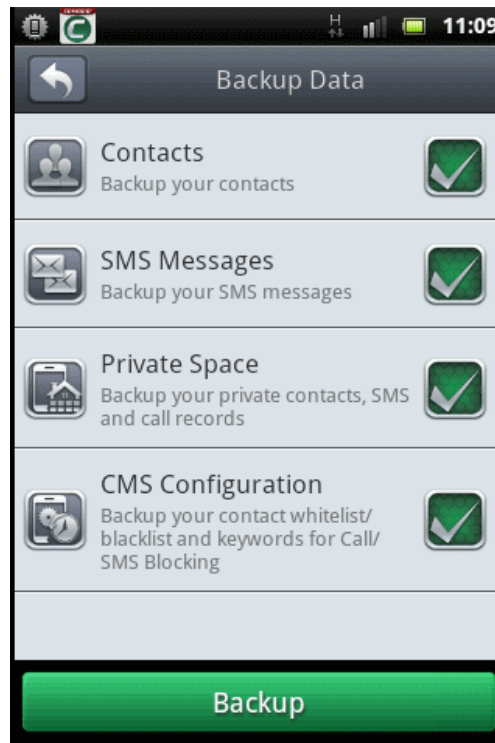 H
11:09
Backup Data
Contacts
Backup your contacts
SMS Messages
Backup your SMS messages
Private Space
Backup your private contacts, SMS
and call records
CMS Configuration
Backup your contact whitelist/
blacklist and keywords for Call/
SMS Blocking
Backup